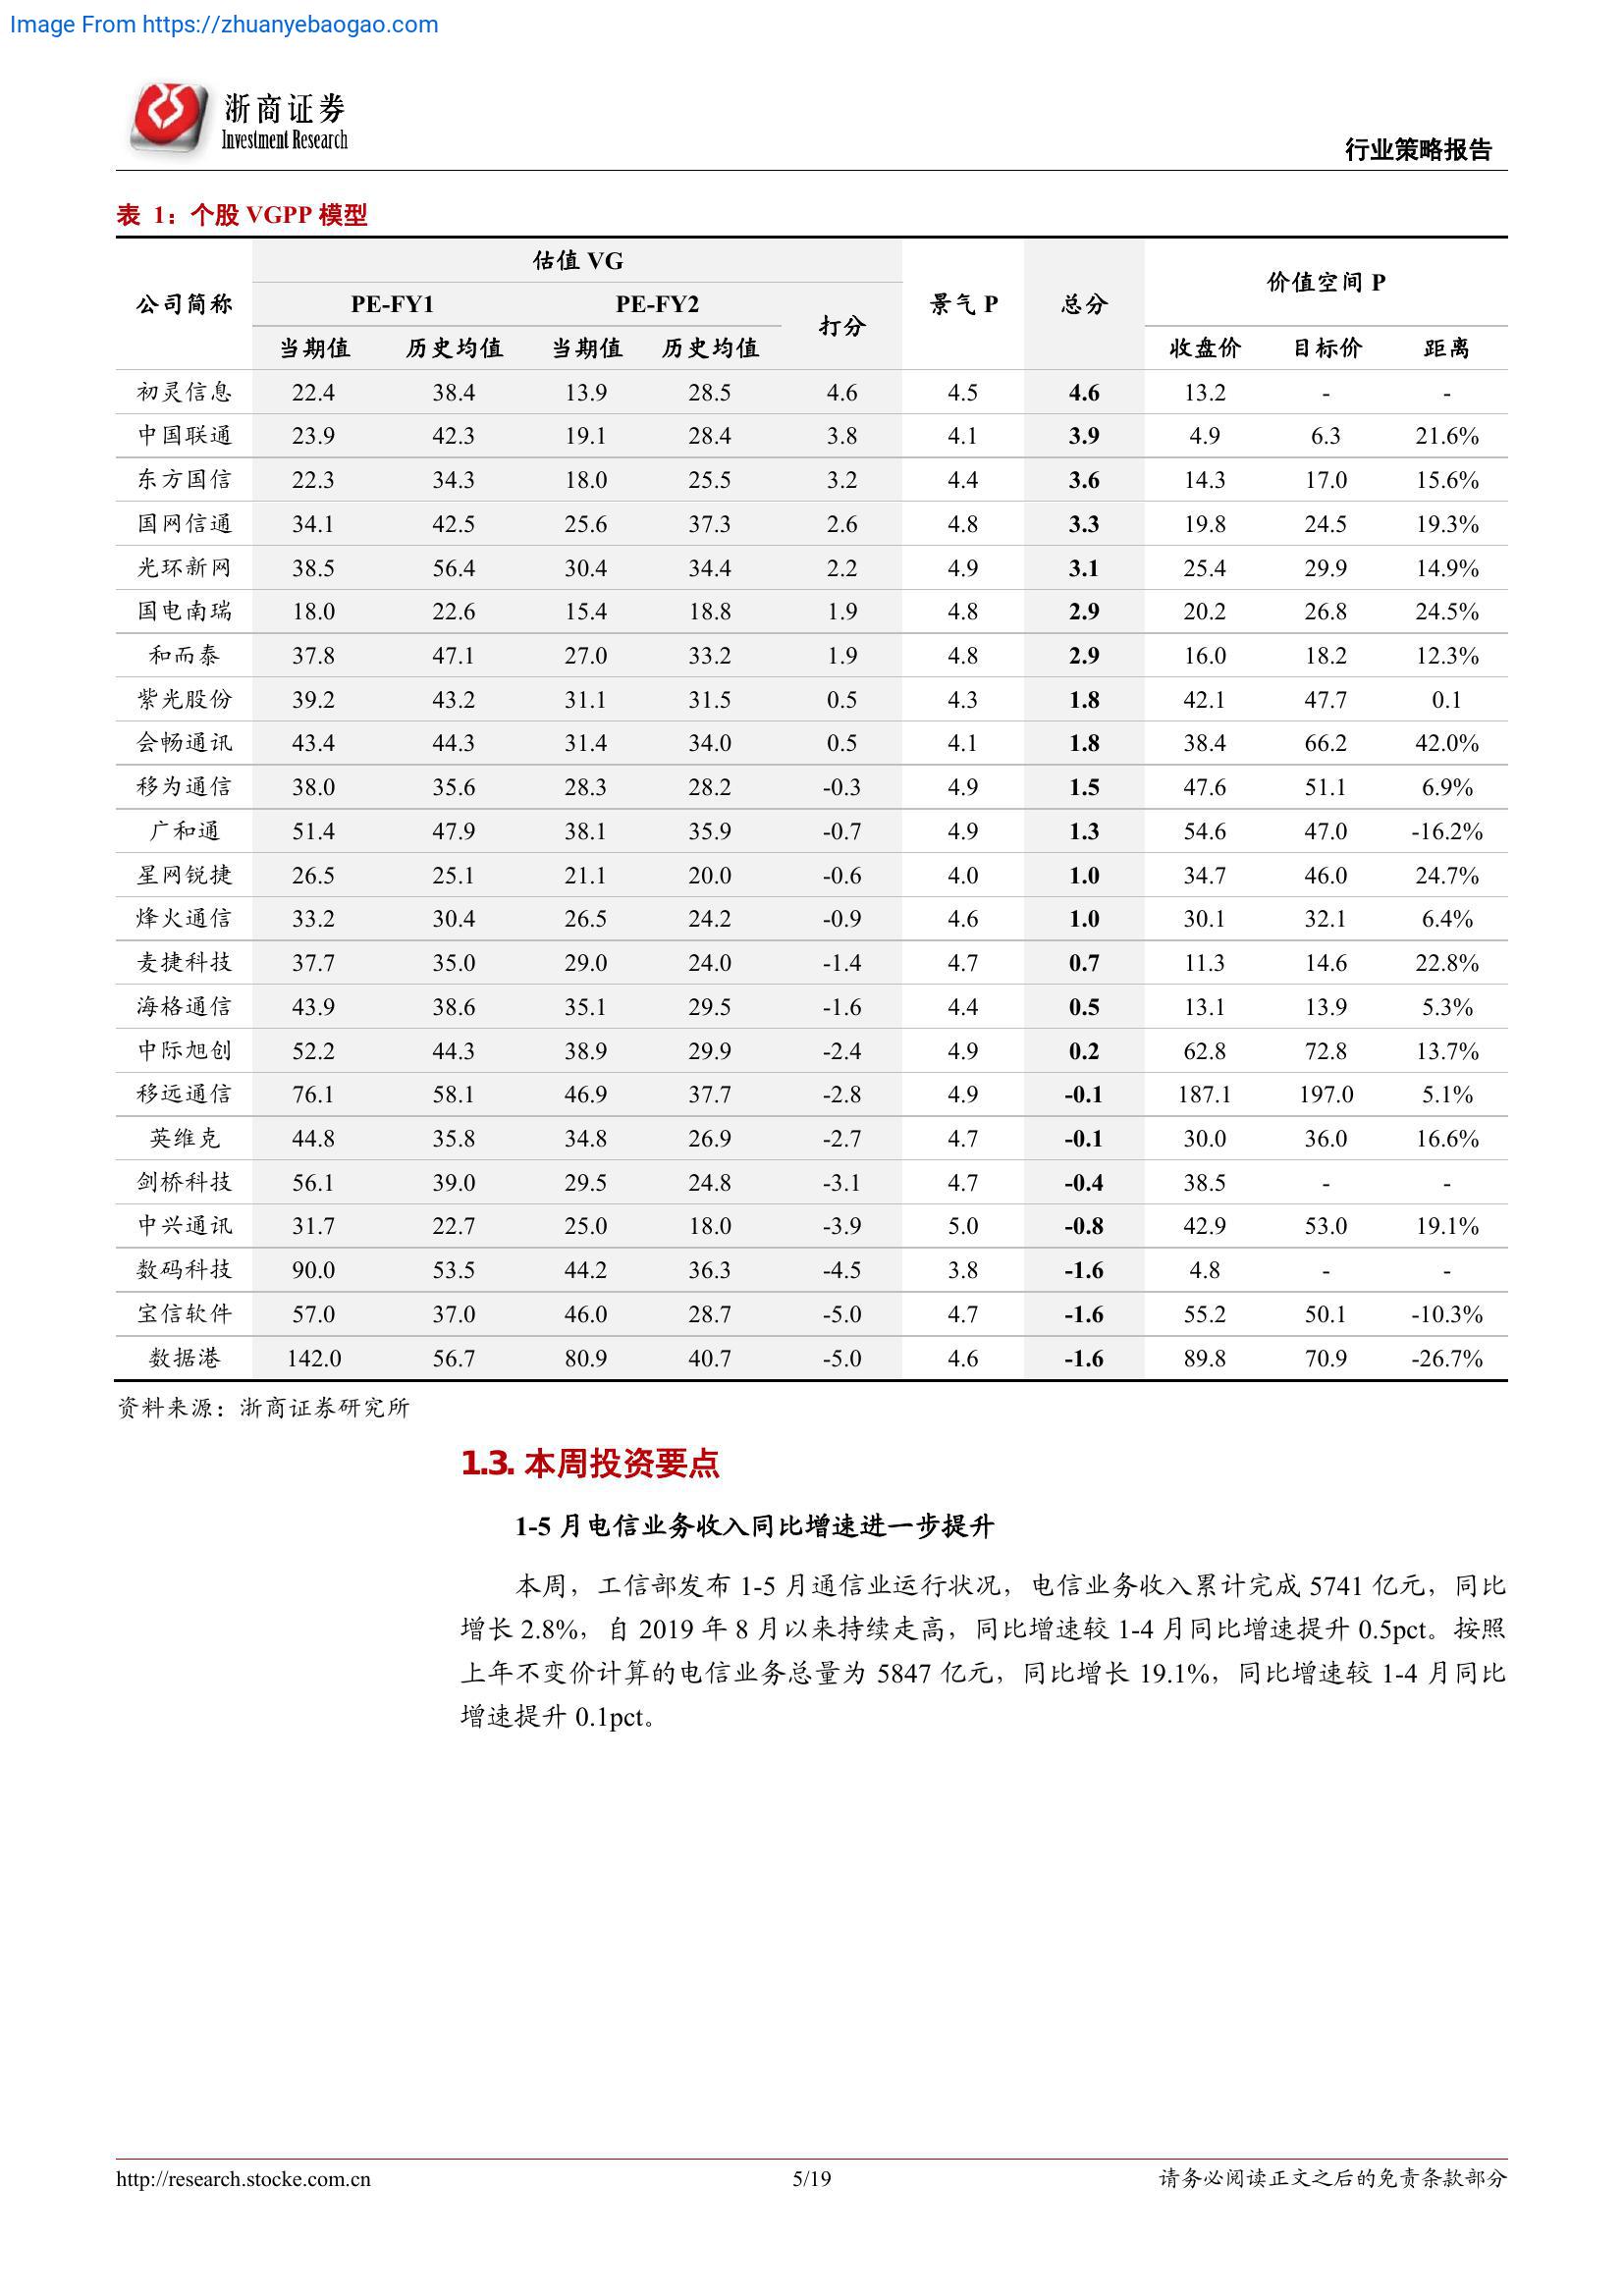 Image From https://zhuanyebaogao.com
浙商证券
Investment Research
行业策略报告
表 1：个股 VGPP 模型
估值 VG
价值空间 P
公司简称 PE-FY1 PE-FY2 打分 景气 P 总分
当期值 历史均值 当期值 历史均值 收盘价 目标价 距离
初灵信息 22.4 38.4 13.9 28.5 4.6 4.5 4.6 13.2 - -
中国联通 23.9 42.3 19.1 28.4 3.8 4.1 3.9 4.9 6.3 21.6%
东方国信 22.3 34.3 18.0 25.5 3.2 4.4 3.6 14.3 17.0 15.6%
国网信通 34.1 42.5 25.6 37.3 2.6 4.8 3.3 19.8 24.5 19.3%
光环新网 38.5 56.4 30.4 34.4 2.2 4.9 3.1 25.4 29.9 14.9%
国电南瑞 18.0 22.6 15.4 18.8 1.9 4.8 2.9 20.2 26.8 24.5%
和而泰 37.8 47.1 27.0 33.2 1.9 4.8 2.9 16.0 18.2 12.3%
紫光股份 39.2 43.2 31.1 31.5 0.5 4.3 1.8 42.1 47.7 0.1
会畅通讯 43.4 44.3 31.4 34.0 0.5 4.1 1.8 38.4 66.2 42.0%
移为通信 38.0 35.6 28.3 28.2 -0.3 4.9 1.5 47.6 51.1 6.9%
广和通 51.4 47.9 38.1 35.9 -0.7 4.9 1.3 54.6 47.0 -16.2%
星网锐捷 26.5 25.1 21.1 20.0 -0.6 4.0 1.0 34.7 46.0 24.7%
烽火通信 33.2 30.4 26.5 24.2 -0.9 4.6 1.0 30.1 32.1 6.4%
麦捷科技 37.7 35.0 29.0 24.0 -1.4 4.7 0.7 11.3 14.6 22.8%
海格通信 43.9 38.6 35.1 29.5 -1.6 4.4 0.5 13.1 13.9 5.3%
中际旭创 52.2 44.3 38.9 29.9 -2.4 4.9 0.2 62.8 72.8 13.7%
移远通信 76.1 58.1 46.9 37.7 -2.8 4.9 -0.1 187.1 197.0 5.1%
英维克 44.8 35.8 34.8 26.9 -2.7 4.7 -0.1 30.0 36.0 16.6%
剑桥科技 56.1 39.0 29.5 24.8 -3.1 4.7 -0.4 38.5 - -
中兴通讯 31.7 22.7 25.0 18.0 -3.9 5.0 -0.8 42.9 53.0 19.1%
数码科技 90.0 53.5 44.2 36.3 -4.5 3.8 -1.6 4.8 - -
宝信软件 57.0 37.0 46.0 28.7 -5.0 4.7 -1.6 55.2 50.1 -10.3%
数据港 142.0 56.7 80.9 40.7 -5.0 4.6 -1.6 89.8 70.9 -26.7%
资料来源：浙商证券研究所
1.3. 本周投资要点
1-5 月电信业务收入同比增速进一步提升
本周，工信部发布 1-5 月通信业运行状况，电信业务收入累计完成 5741 亿元，同比
增长 2.8%，自 2019 年 8 月以来持续走高，同比增速较 1-4 月同比增速提升 0.5pct。按照
上年不变价计算的电信业务总量为 5847 亿元，同比增长 19.1%，同比增速较 1-4 月同比
增速提升 0.1pct。
http://research.stocke.com.cn 5/19 请务必阅读正文之后的免责条款部分